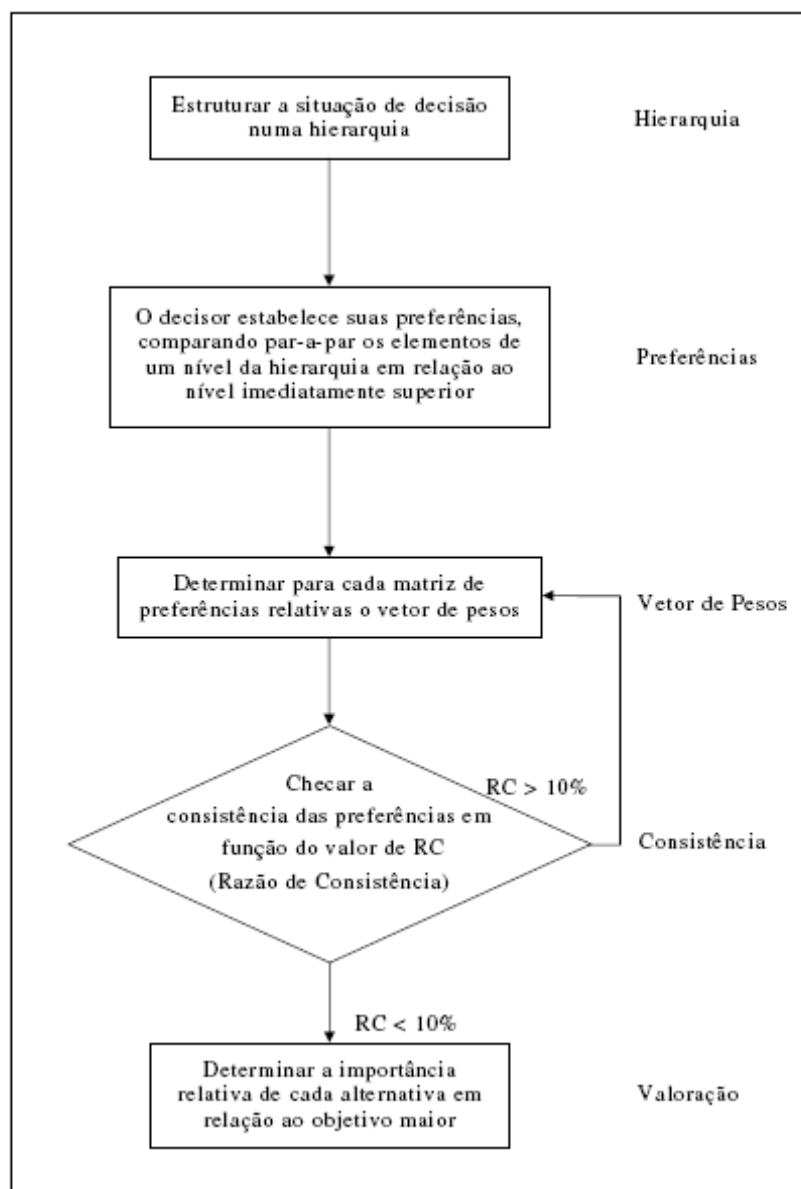 Estruturar a situação de decisão
numa hierarquia
Hierarquia
O decisor estabelece suas preferências,
comparando par-a-par os elementos de
um nível da hierarquia em relação ao
nível imediatamente superior
Preferências
Determinar para cada matriz de
preferências relativas o vetor de pesos
Vetor de Pesos
Checar a
consistência das preferências em
função do valor de RC
(Razão de Consistência)
RC > 10%
Consistência
RC < 10%
Determinar a importância
relativa de cada alternativa em
relação ao objetivo maior
Valoração